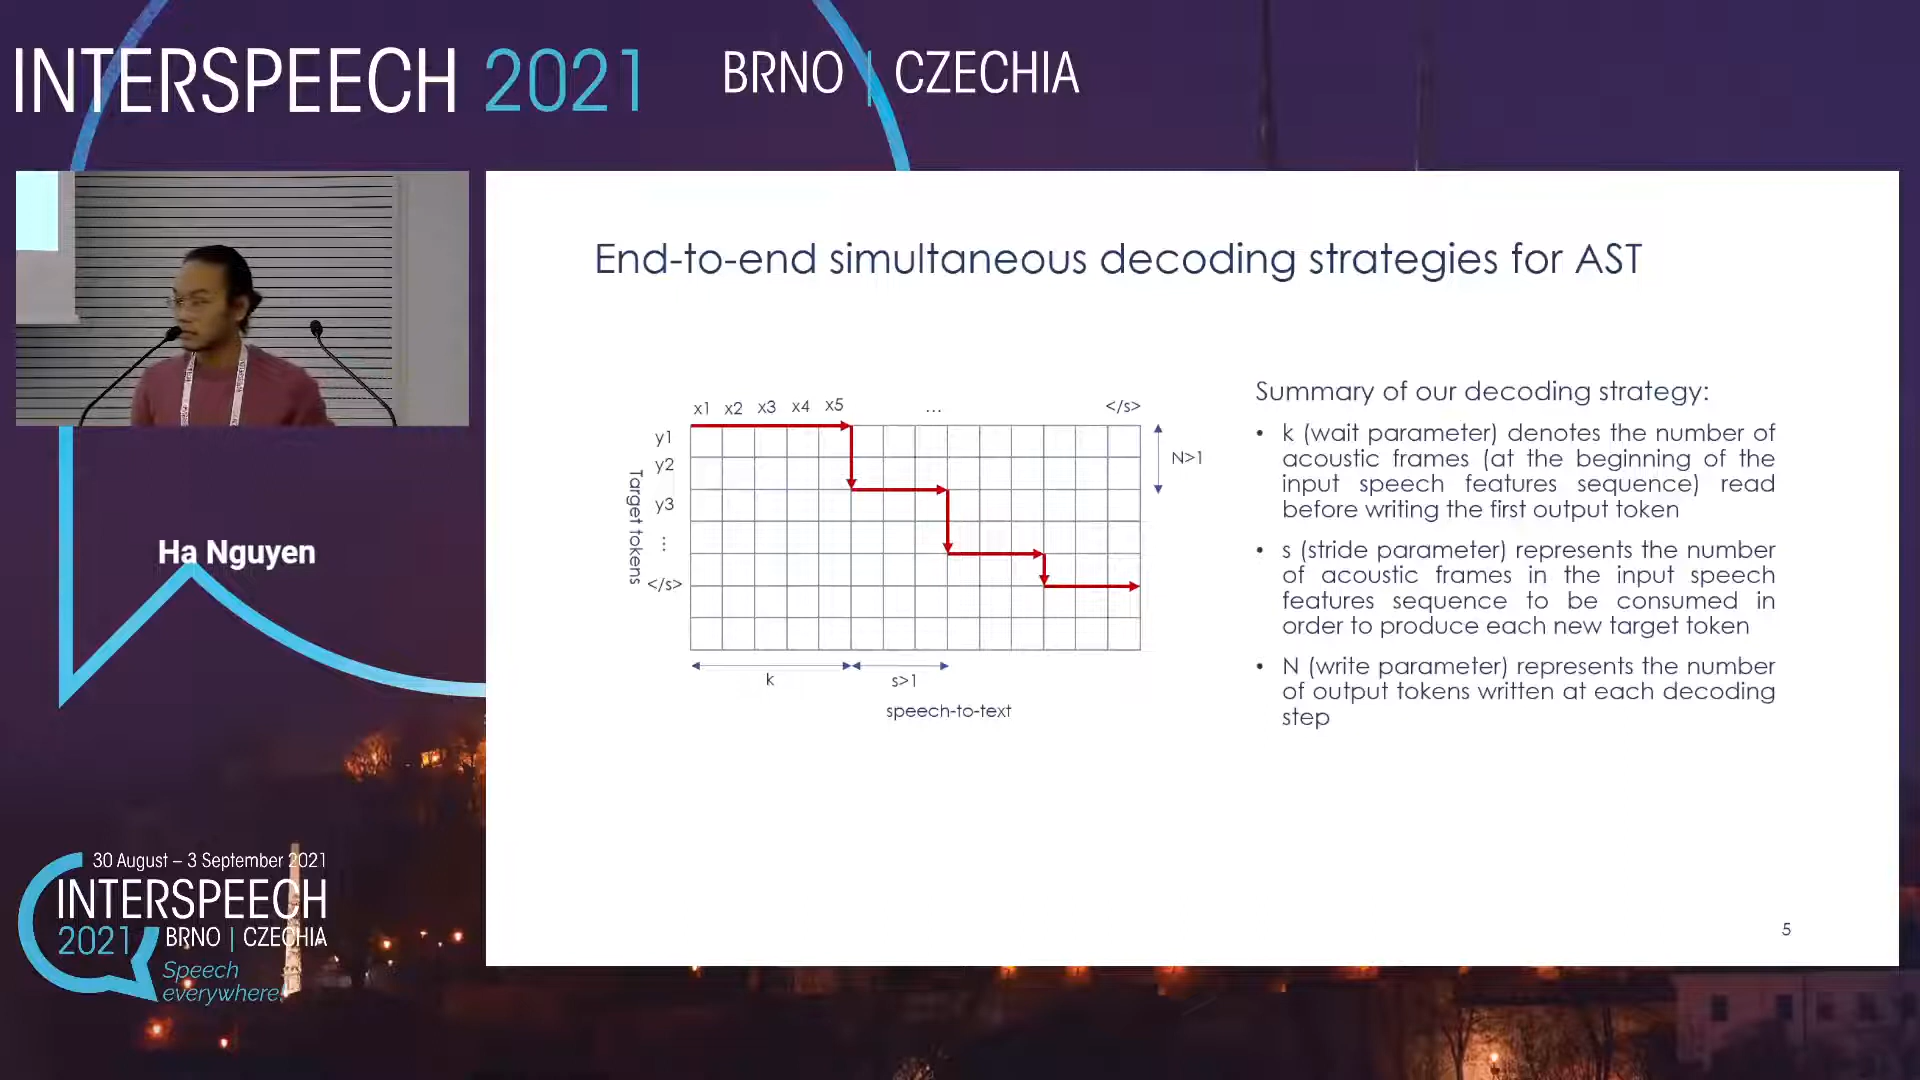 INTERSPEECH 2021
BRNO | CZECHIA
Ha Nguyen
30 August – 3 September 2021
INTERSPEECH
2021 BRNO | CZECHIA
Speech
everywhere!
End-to-end simultaneous decoding strategies for AST
x1 x2 x3 x4 x5 ... </s>
y1
y2
y3
⋮
</s>
Target tokens
N>1
k
s>1
speech-to-text
Summary of our decoding strategy:
• k (wait parameter) denotes the number of
acoustic frames (at the beginning of the
input speech features sequence) read
before writing the first output token
• s (stride parameter) represents the number
of acoustic frames in the input speech
features sequence to be consumed in
order to produce each new target token
• N (write parameter) represents the number
of output tokens written at each decoding
step
5